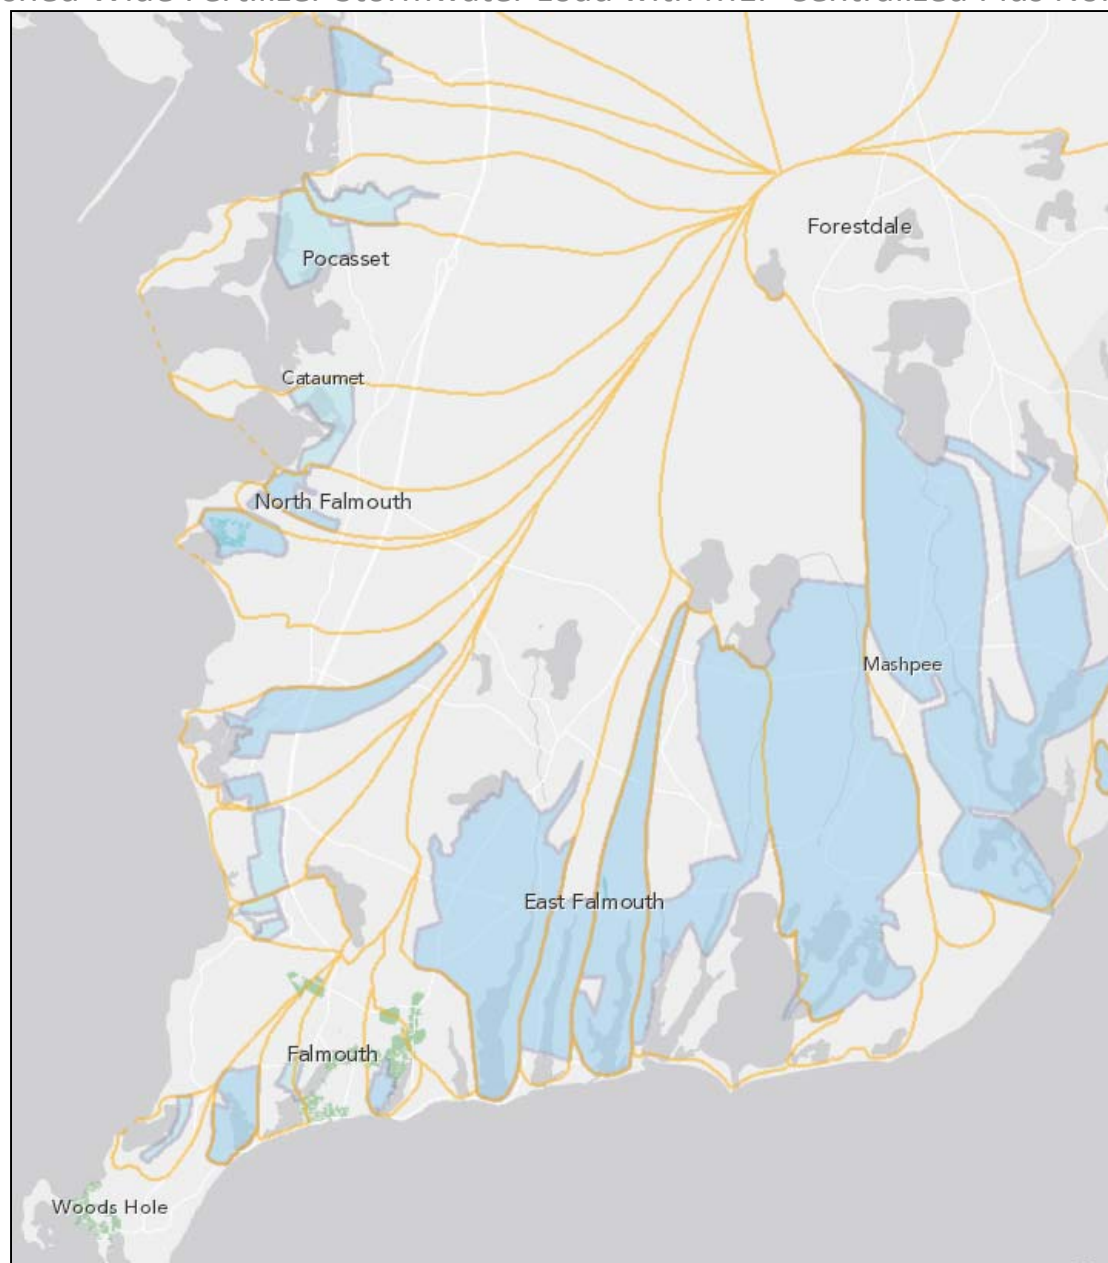 Forestdale
Pocasset
Cataumet
North Falmouth
Mashpee
East Falmouth
Falmouth
Woods Hole